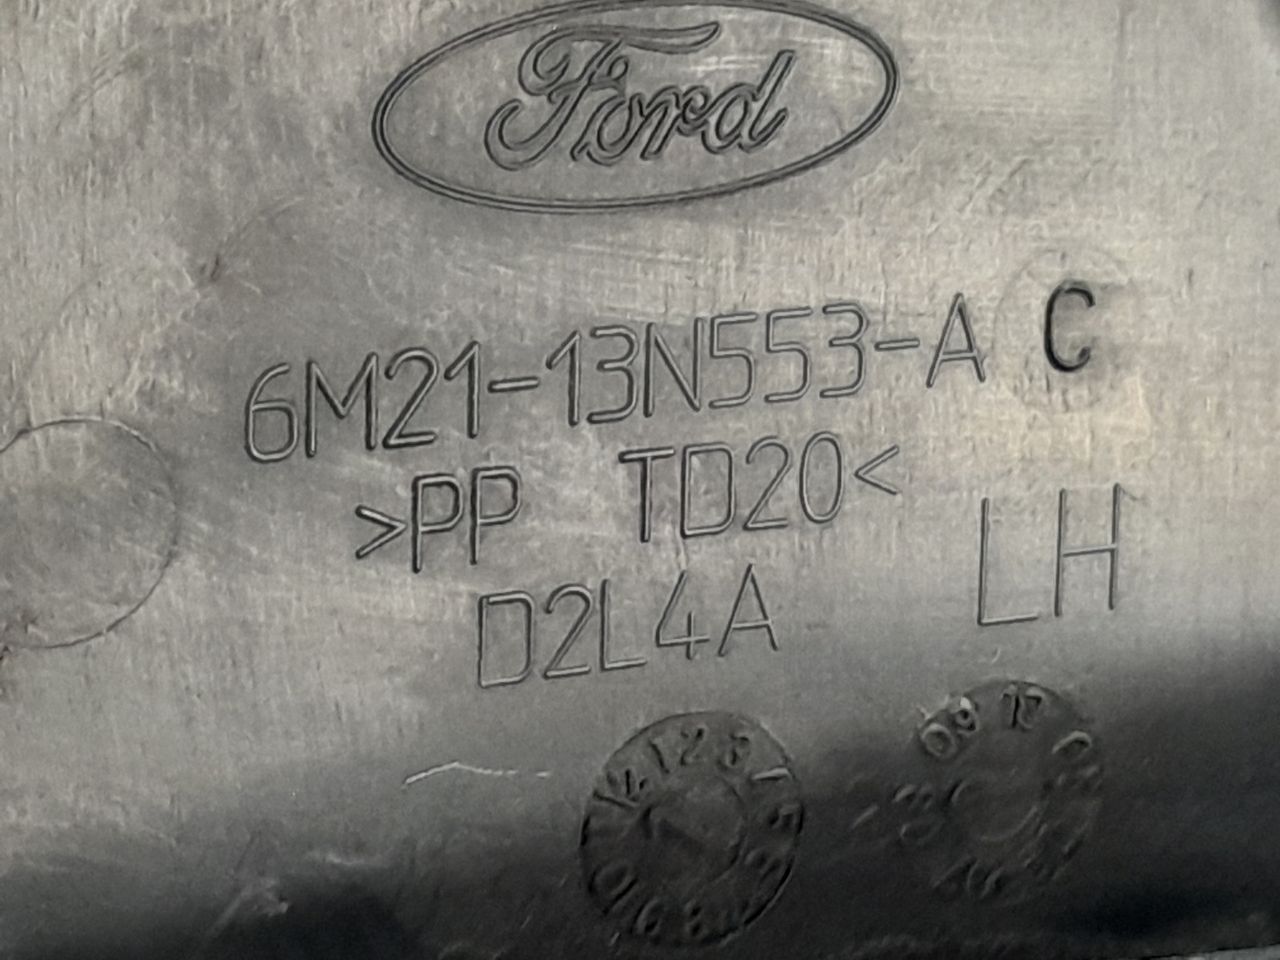 Ford
6M21-13N553-A C
>PP TD20<
D2L4A
LH